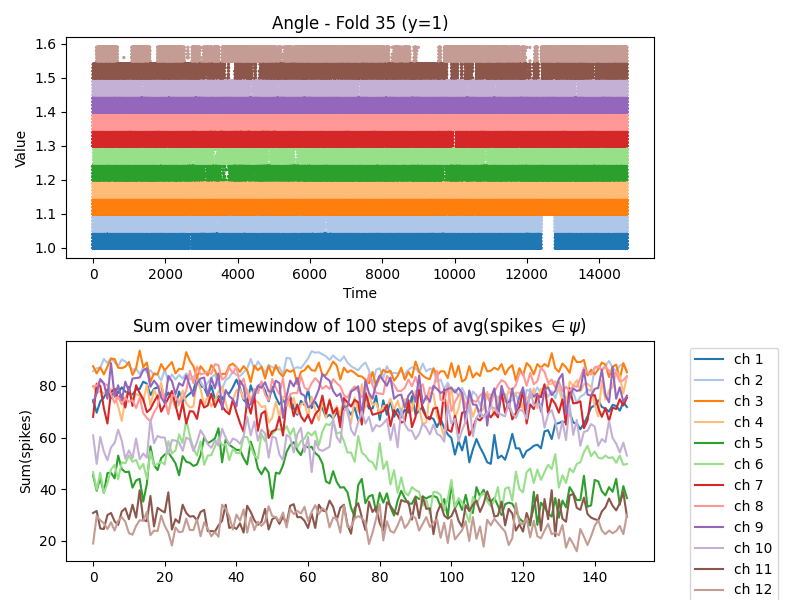 Angle - Fold 35 (y=1)
1.6
1.5
1.4
1.3
1.2
1.1
1.0
Value
0 2000 4000 6000 8000 10000 12000 14000
Time
Sum over timewindow of 100 steps of avg(spikes ∈ ψ)
80
60
40
20
Sum(spikes)
0 20 40 60 80 100 120 140
ch 1
ch 2
ch 3
ch 4
ch 5
ch 6
ch 7
ch 8
ch 9
ch 10
ch 11
ch 12